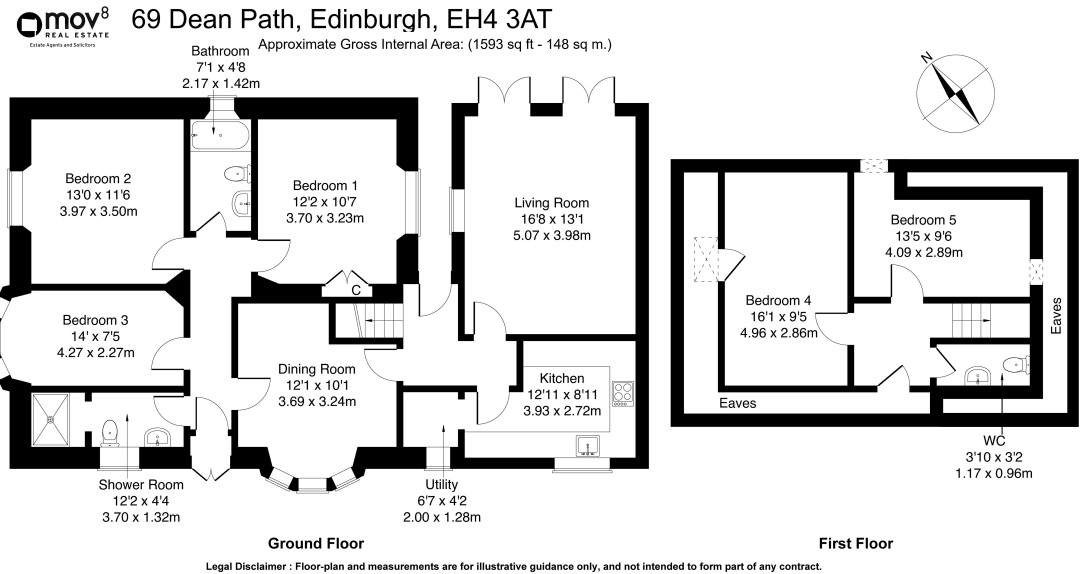 mov8
REAL ESTATE
Estate Agents and Solicitors
69 Dean Path, Edinburgh, EH4 3AT
Approximate Gross Internal Area: (1593 sq ft - 148 sq m.)
Bathroom
7'1 x 4'8
2.17 x 1.42m
N
Bedroom 2
13'0 x 11'6
3.97 x 3.50m
Bedroom 1
12'2 x 10'7
3.70 x 3.23m
C
Living Room
16'8 x 13'1
5.07 x 3.98m
Bedroom 3
14' x 7'5
4.27 x 2.27m
Dining Room
12'1 x 10'1
3.69 x 3.24m
Kitchen
12'11 x 8'11
3.93 x 2.72m
Shower Room
12'2 x 4'4
3.70 x 1.32m
Utility
6'7 x 4'2
2.00 x 1.28m
Bedroom 5
13'5 x 9'6
4.09 x 2.89m
Bedroom 4
16'1 x 9'5
4.96 x 2.86m
Eaves
Eaves
WC
3'10 x 3'2
1.17 x 0.96m
Ground Floor
First Floor
Legal Disclaimer : Floor-plan and measurements are for illustrative guidance only, and not intended to form part of any contract.